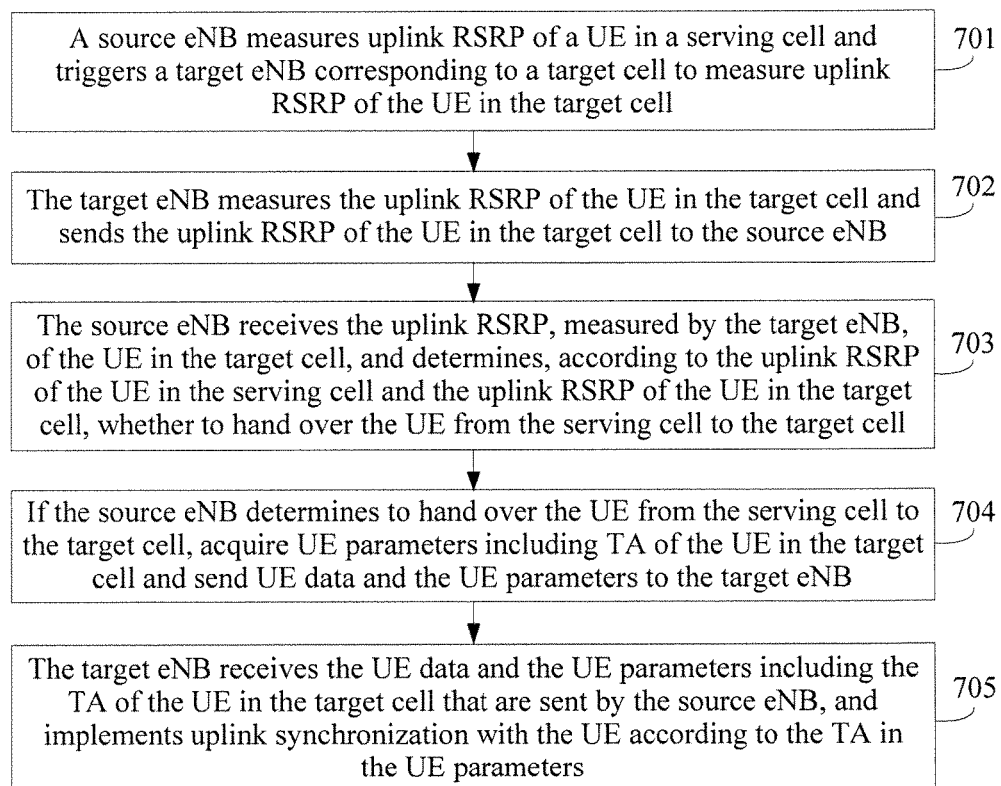 A source eNB measures uplink RSRP of a UE in a serving cell and
triggers a target eNB corresponding to a target cell to measure uplink
RSRP of the UE in the target cell
701
The target eNB measures the uplink RSRP of the UE in the target cell and
sends the uplink RSRP of the UE in the target cell to the source eNB
702
The source eNB receives the uplink RSRP, measured by the target eNB,
of the UE in the target cell, and determines, according to the uplink RSRP
of the UE in the serving cell and the uplink RSRP of the UE in the target
cell, whether to hand over the UE from the serving cell to the target cell
703
If the source eNB determines to hand over the UE from the serving cell to
the target cell, acquire UE parameters including TA of the UE in the target
cell and send UE data and the UE parameters to the target eNB
704
The target eNB receives the UE data and the UE parameters including the
TA of the UE in the target cell that are sent by the source eNB, and
implements uplink synchronization with the UE according to the TA in
the UE parameters
705